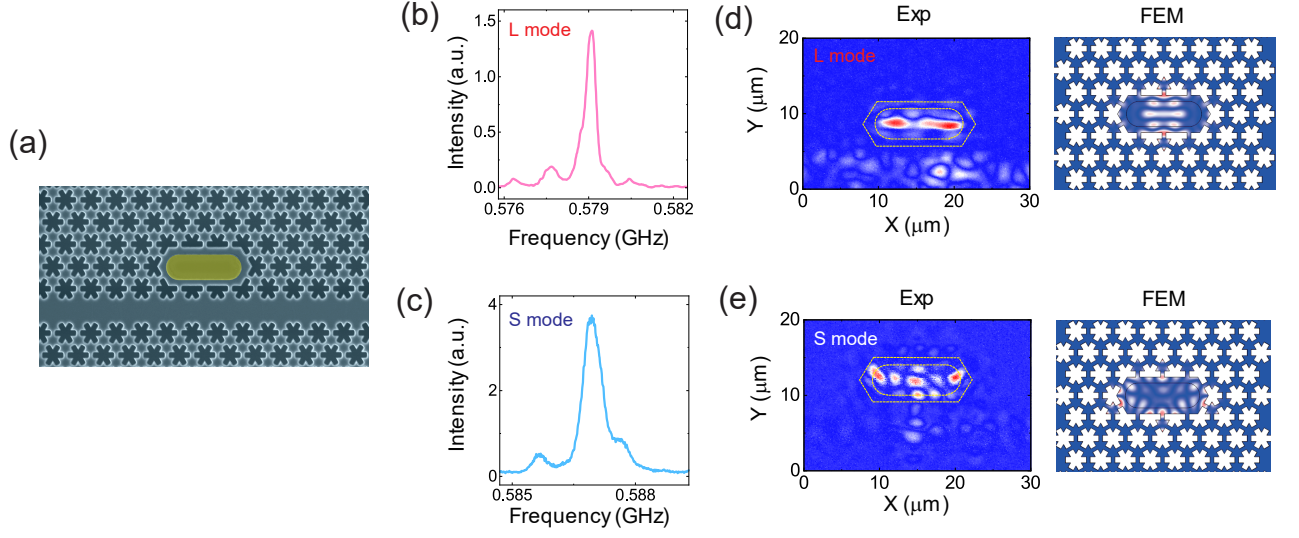 (a)
(b)
Intensity (a.u.)
1.5
1.0
0.5
0.0
L mode
0.576
0.579
0.582
Frequency (GHz)
(c)
Intensity (a.u.)
4
2
0
S mode
0.585
0.588
Frequency (GHz)
(d)
Exp
FEM
Y (μm)
20
10
0
L mode
0
10
20
30
X (μm)
(e)
Exp
FEM
Y (μm)
20
10
0
S mode
0
10
20
30
X (μm)